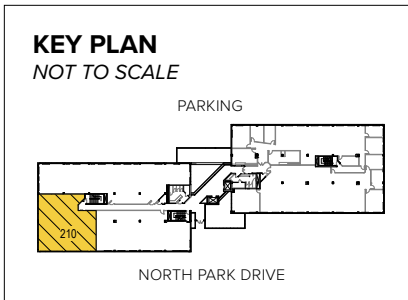 KEY PLAN
NOT TO SCALE
PARKING
210
NORTH PARK DRIVE